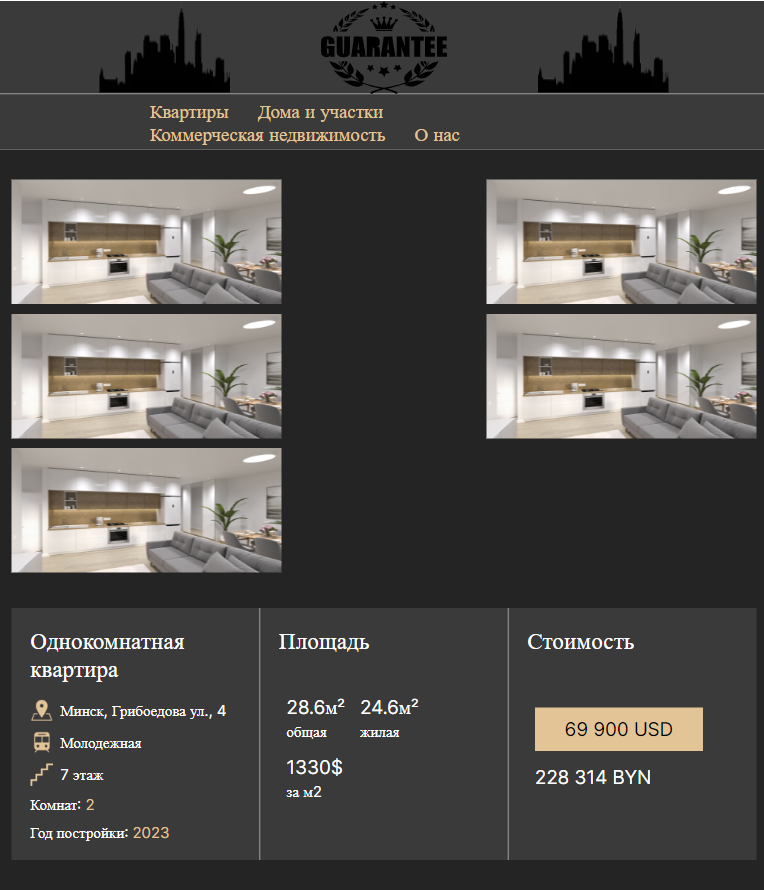 GUARANTEE
Квартиры Дома и участки
Коммерческая недвижимость О нас
Однокомнатная
квартира
Минск, Грибоедова ул., 4
Молодежная
7 этаж
Комнат: 2
Год постройки: 2023
Площадь
28.6м² 24.6м²
общая жилая
1330$
за м2
Стоимость
69 900 USD
228 314 BYN